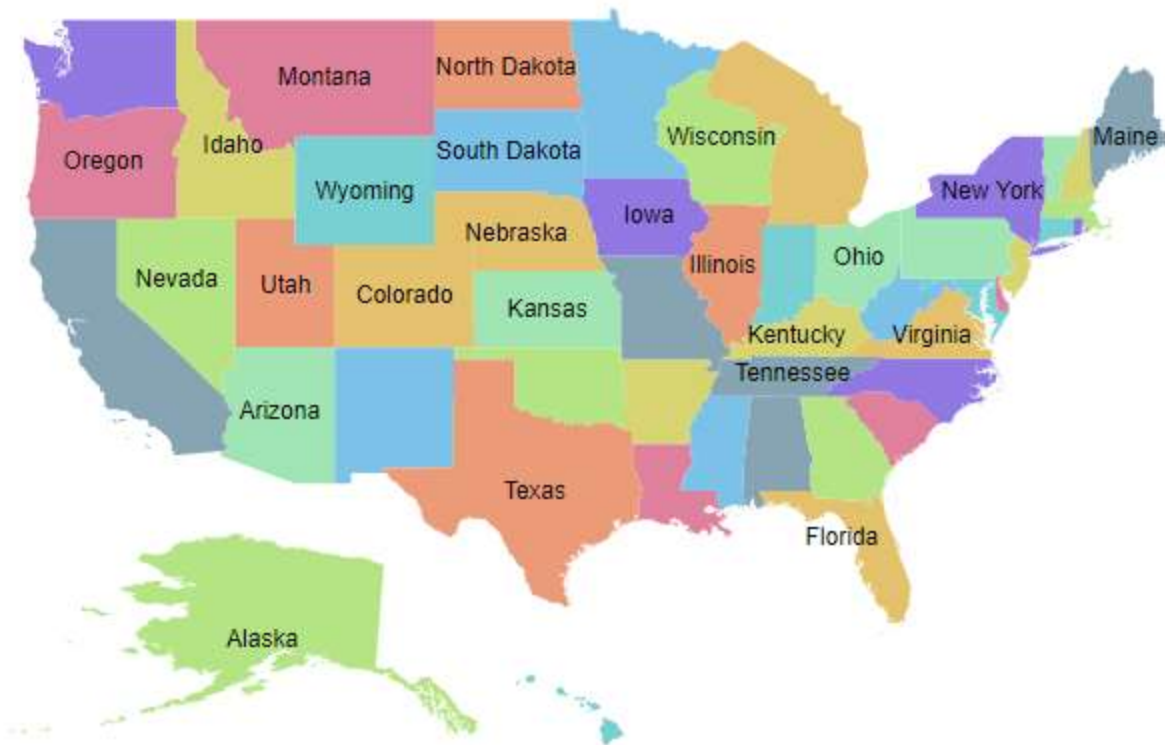 Montana
North Dakota
Maine
Wisconsin
Idaho
South Dakota
Oregon
Wyoming
New York
Iowa
Nebraska
Ohio
Illinois
Nevada
Utah
Colorado
Kansas
Kentucky
Virginia
Tennessee
Arizona
Texas
Florida
Alaska